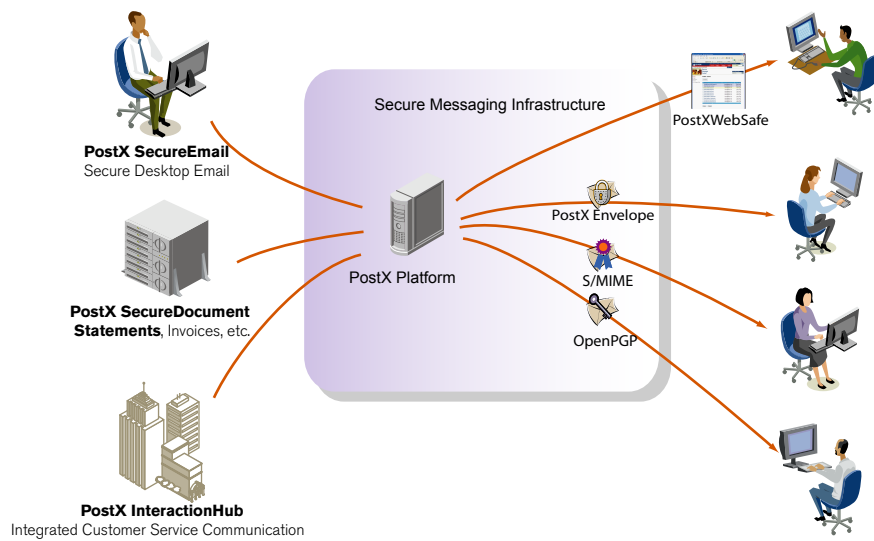 Secure Messaging Infrastructure
PostXWebSafe
PostX SecureEmail
Secure Desktop Email
PostX Envelope
PostX Platform
S/MIME
PostX SecureDocument
Statements, Invoices, etc.
OpenPGP
PostX InteractionHub
Integrated Customer Service Communication